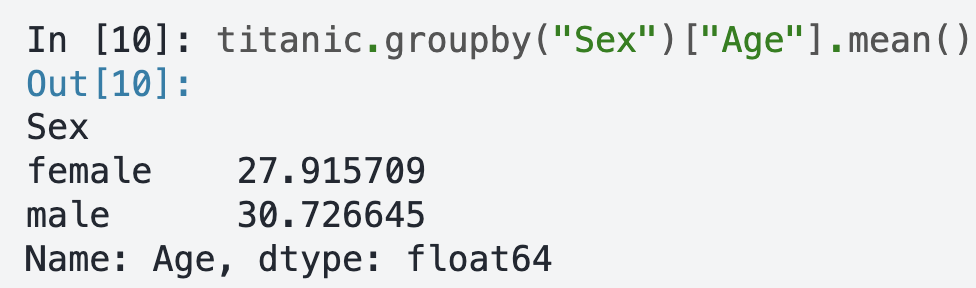 In [10]: titanic.groupby("Sex")["Age"].mean()
Out[10]:
Sex
female    27.915709
male      30.726645
Name: Age, dtype: float64